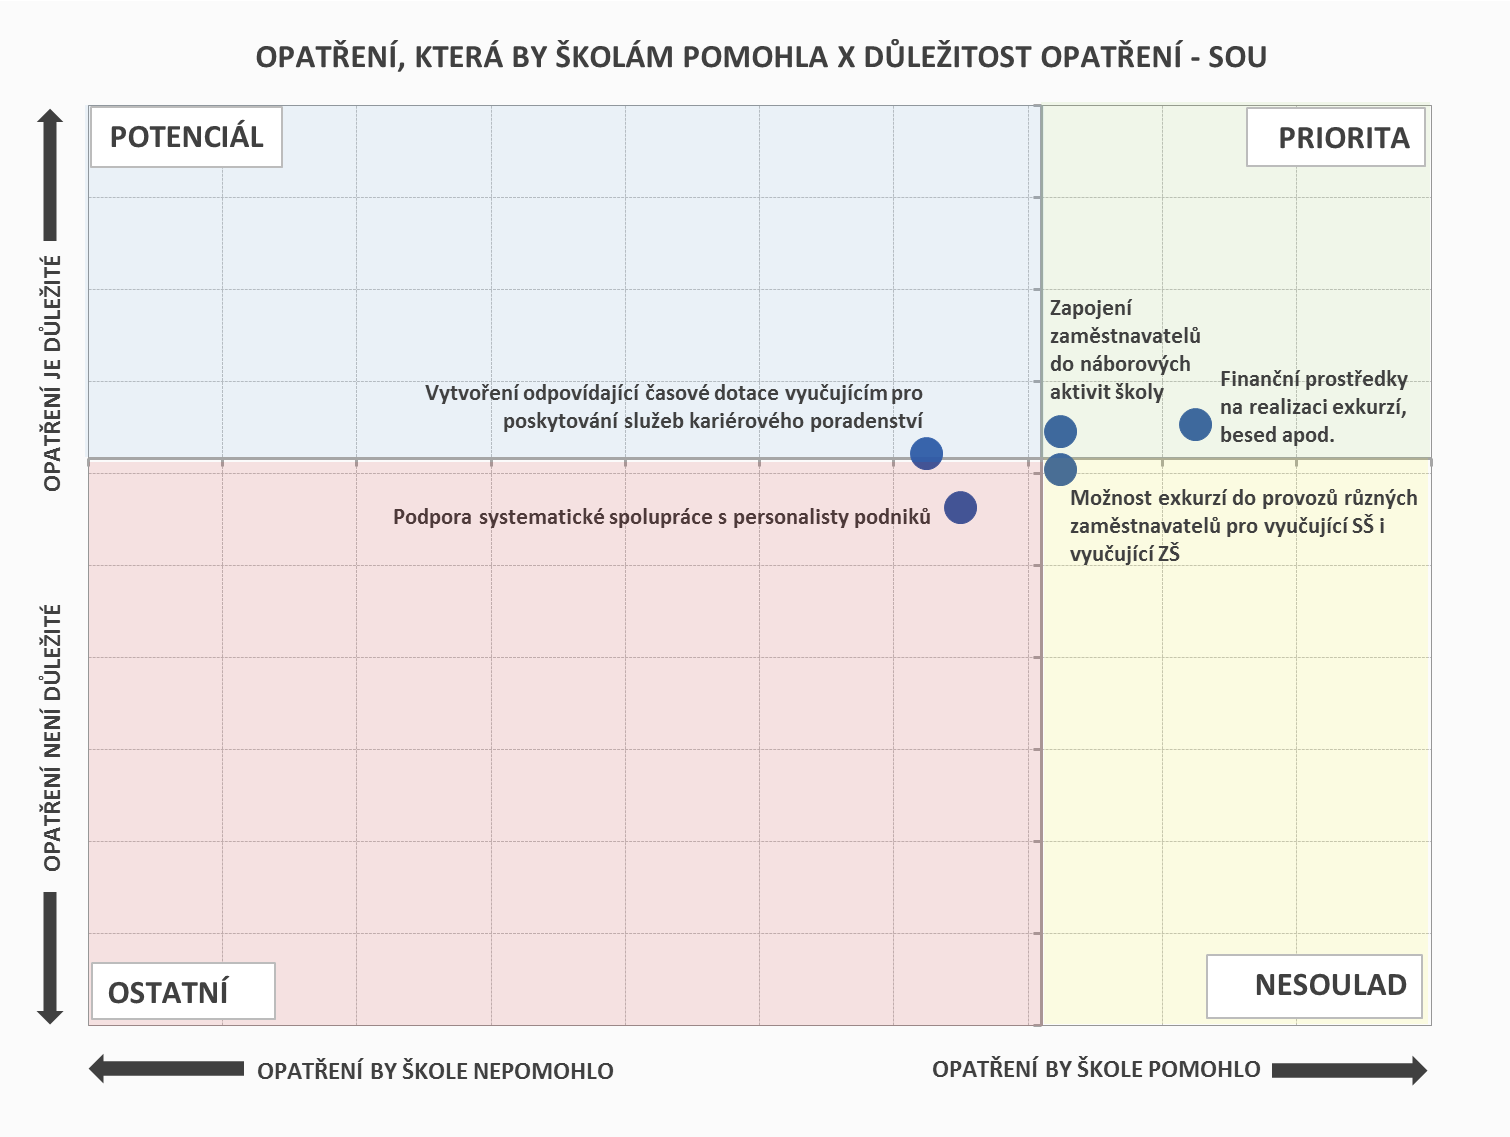 OPATŘENÍ, KTERÁ BY ŠKOLÁM POMOHLA X DŮLEŽITOST OPATŘENÍ - SOU
POTENCIÁL
PRIORITA
OPATŘENÍ JE DŮLEŽITÉ
Zapojení
zaměstnavatelů
do náborových
aktivit školy
Finanční prostředky
na realizaci exkurzí,
besed apod.
Vytvoření odpovídající časové dotace vyučujícím pro
poskytování služeb kariérového poradenství
Podpora systematické spolupráce s personalisty podniků
Možnost exkurzí do provozů různých
zaměstnavatelů pro vyučující SŠ i
vyučující ZŠ
OPATŘENÍ NENÍ DŮLEŽITÉ
OSTATNÍ
NESOULAD
OPATŘENÍ BY ŠKOLE NEPOMOHLO
OPATŘENÍ BY ŠKOLE POMOHLO